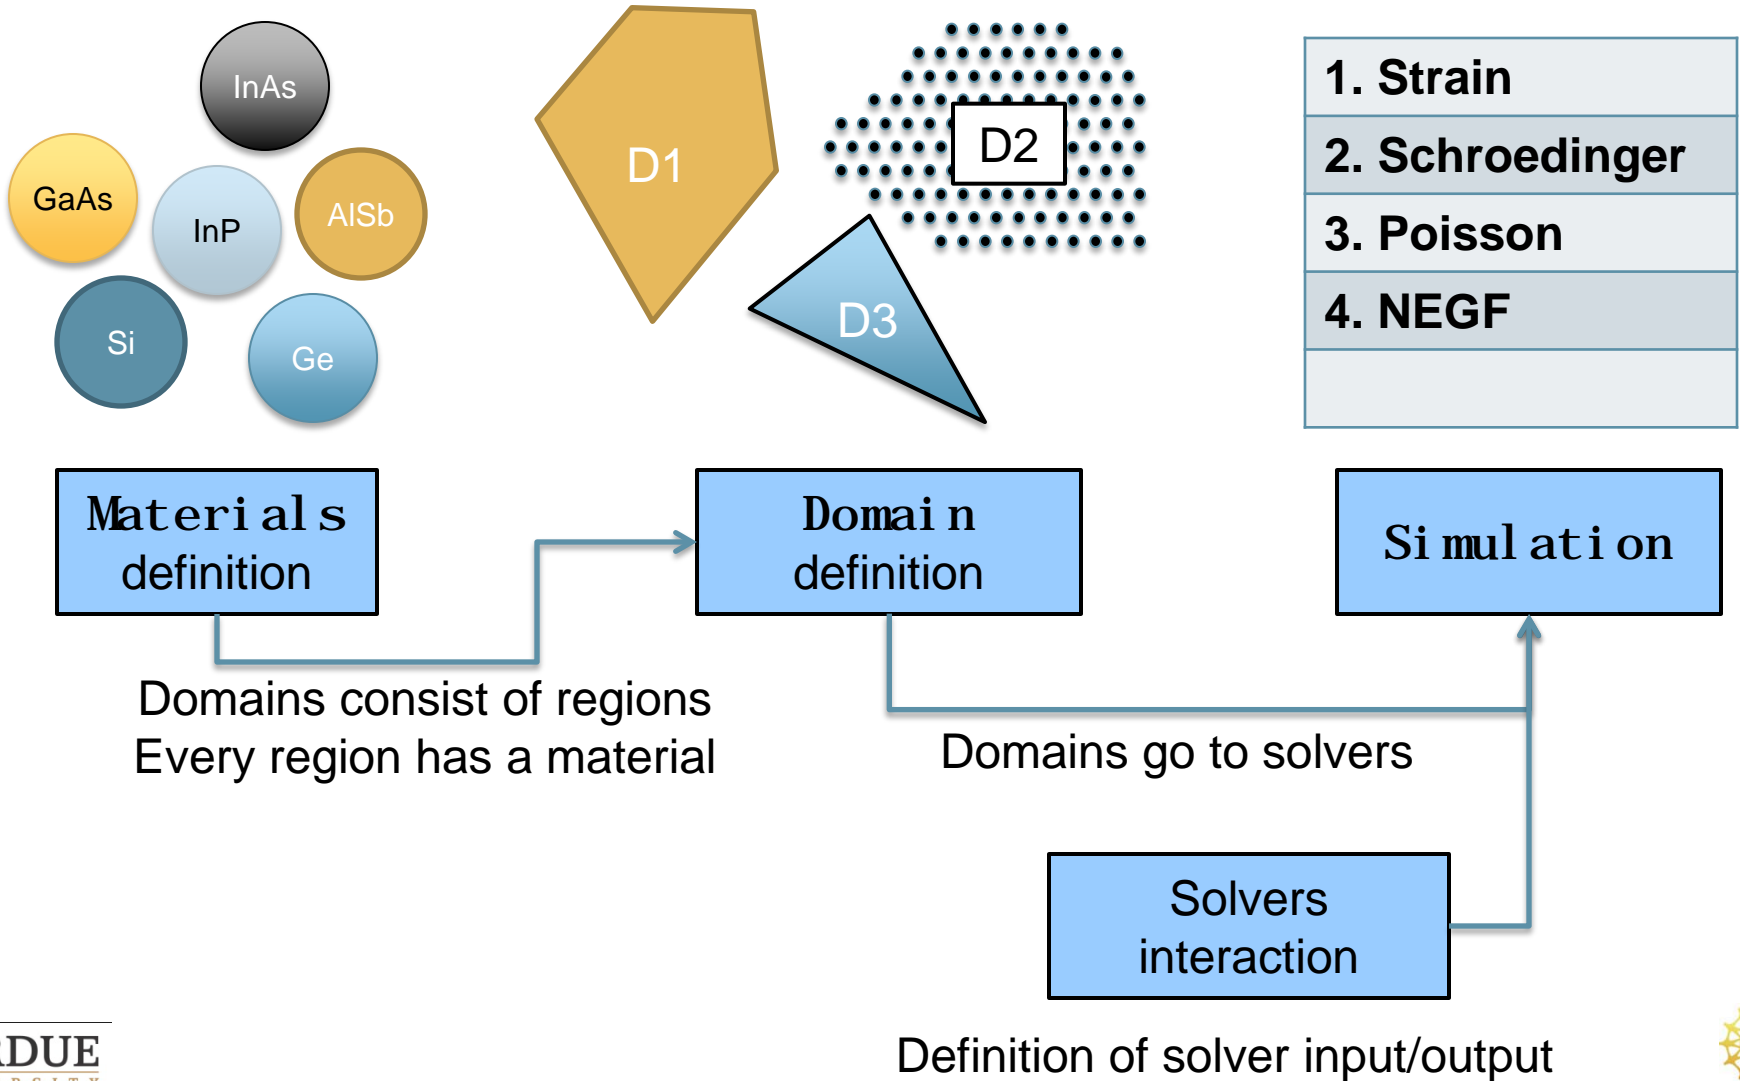 InAs
GaAs
InP
AlSb
Si
Ge
D1
D2
D3
1. Strain
2. Schroedinger
3. Poisson
4. NEGF
Materials
definition
Domain
definition
Simulation
Domains consist of regions
Every region has a material
Domains go to solvers
Solvers
interaction
Definition of solver input/output
RDUE